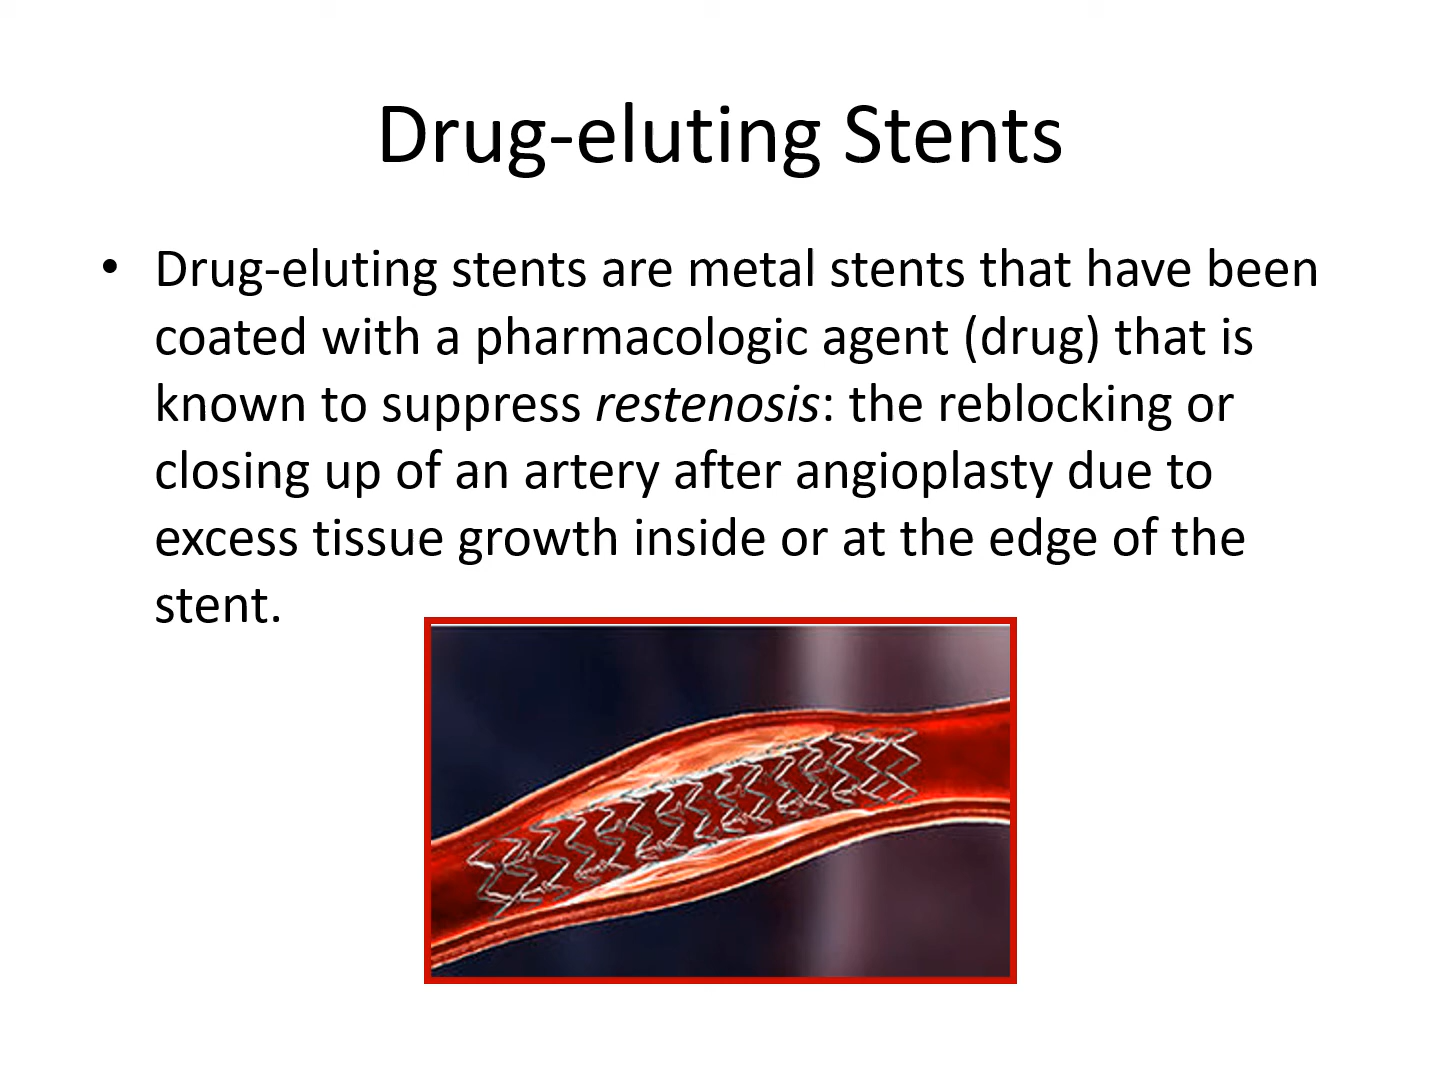 Drug-eluting Stents
• Drug-eluting stents are metal stents that have been
coated with a pharmacologic agent (drug) that is
known to suppress restenosis: the reblocking or
closing up of an artery after angioplasty due to
excess tissue growth inside or at the edge of the
stent.